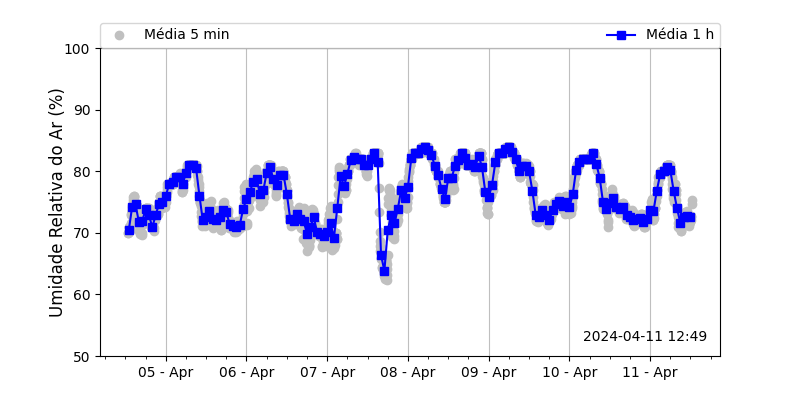 Média 5 min
Média 1 h
Umidade Relativa do Ar (%)
100
90
80
70
60
50
2024-04-11 12:49
05 - Apr
06 - Apr
07 - Apr
08 - Apr
09 - Apr
10 - Apr
11 - Apr